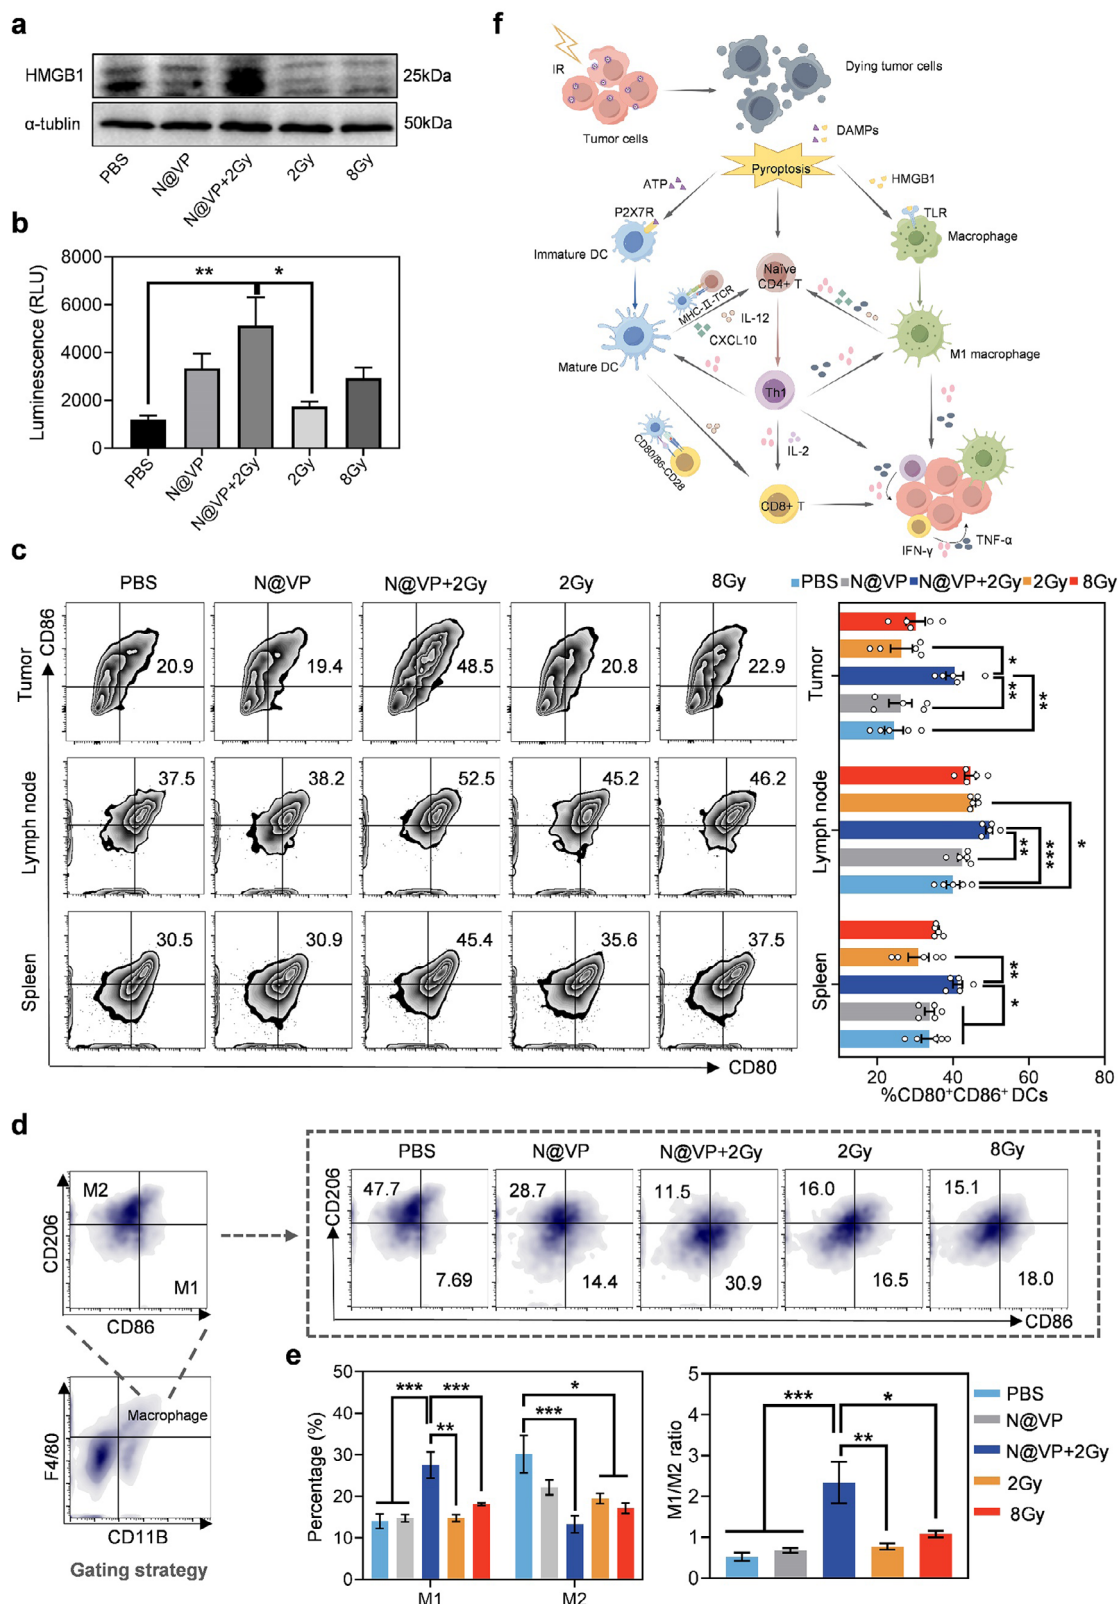 a
HMGB1
25kDa
α-tublin
50kDa
PBS
N@VP
N@VP+2Gy
2Gy
8Gy
b
Luminescence (RLU)
8000
6000
4000
2000
0
**
*
PBS
N@VP
N@VP+2Gy
2Gy
8Gy
f
IR
Tumor cells
Dying tumor cells
DAMPs
Pyroptosis
ATP
HMGB1
P2X7R
TLR
Immature DC
Macrophage
Naïve
CD4+ T
MHC-II-TCR
IL-12
CXCL10
Mature DC
M1 macrophage
Th1
CD80/86-CD28
IL-2
CD8+ T
IFN-γ
TNF-α
c
PBS
N@VP
N@VP+2Gy
2Gy
8Gy
CD86
Tumor
20.9
19.4
48.5
20.8
22.9
Lymph node
37.5
38.2
52.5
45.2
46.2
Spleen
30.5
30.9
45.4
35.6
37.5
CD80
PBS N@VP N@VP+2Gy 2Gy 8Gy
Tumor
*
**
**
Lymph node
**
***
*
Spleen
**
*
20 40 60 80
%CD80⁺CD86⁺ DCs
d
M2
M1
CD206
CD86
Macrophage
F4/80
CD11B
Gating strategy
PBS
N@VP
N@VP+2Gy
2Gy
8Gy
CD206
47.7
7.69
28.7
14.4
11.5
30.9
16.0
16.5
15.1
18.0
CD86
e
Percentage (%)
50
40
30
20
10
0
***
***
**
*
***
M1
M2
M1/M2 ratio
5
4
3
2
1
0
***
*
**
PBS
N@VP
N@VP+2Gy
2Gy
8Gy